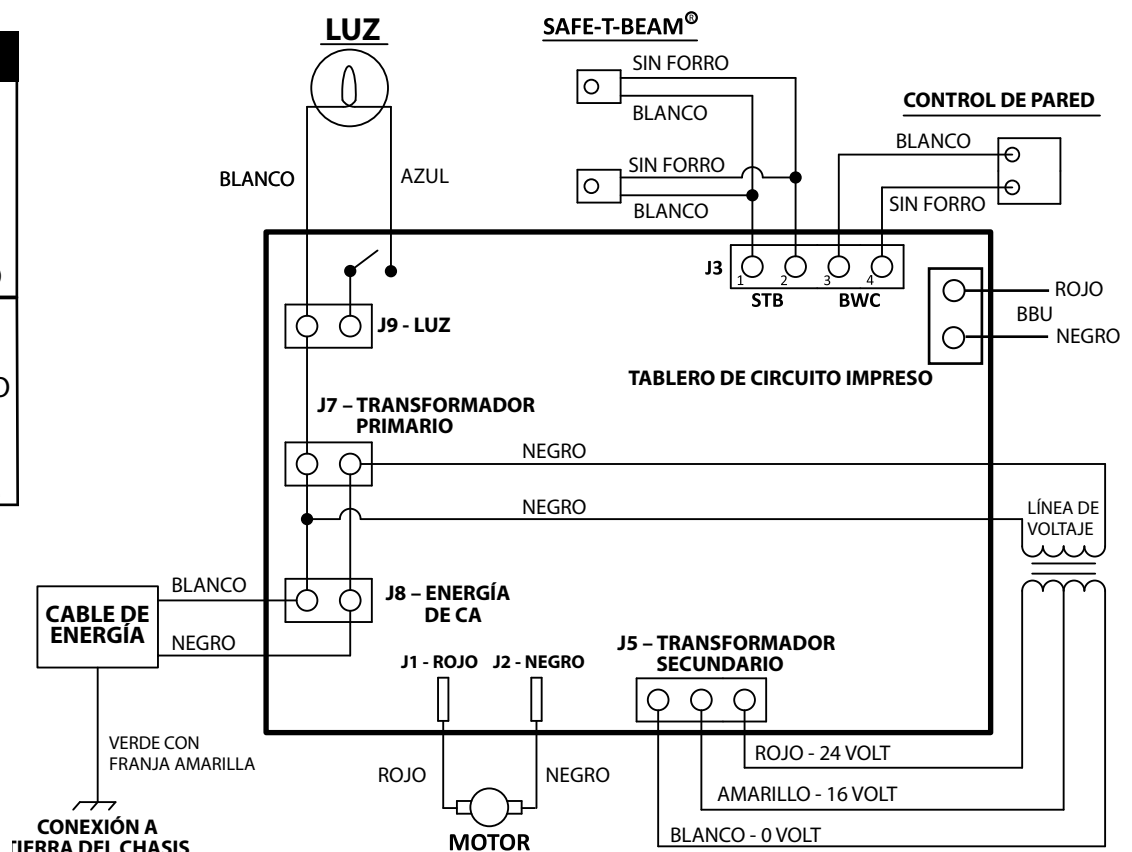 LUZ
SAFE-T-BEAM®
SIN FORRO
BLANCO
CONTROL DE PARED
BLANCO
SIN FORRO
SIN FORRO
BLANCO
BLANCO
AZUL
J3
1
2
3
4
STB
BWC
ROJO
BBU
NEGRO
J9 - LUZ
TABLERO DE CIRCUITO IMPRESO
J7 – TRANSFORMADOR
PRIMARIO
NEGRO
NEGRO
LÍNEA DE
VOLTAJE
BLANCO
J8 – ENERGÍA
DE CA
CABLE DE
ENERGÍA
NEGRO
J1 - ROJO
J2 - NEGRO
J5 – TRANSFORMADOR
SECUNDARIO
VERDE CON
FRANJA AMARILLA
ROJO
NEGRO
MOTOR
ROJO - 24 VOLT
AMARILLO - 16 VOLT
BLANCO - 0 VOLT
CONEXIÓN A
TIERRA DEL CHASIS